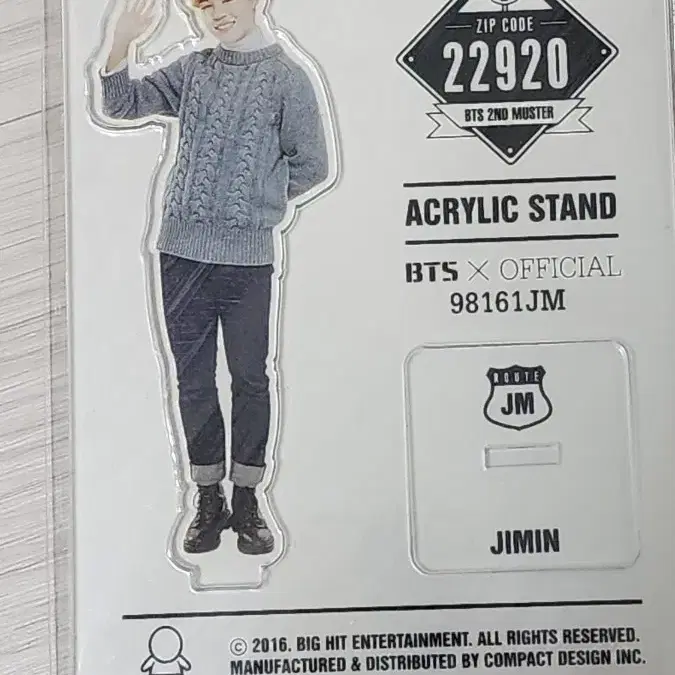 ZIP CODE
22920
BTS 2ND MUSTER
ACRYLIC STAND
BTS X OFFICIAL
98161JM
ROUTE
JM
JIMIN
© 2016. BIG HIT ENTERTAINMENT. ALL RIGHTS RESERVED.
MANUFACTURED & DISTRIBUTED BY COMPACT DESIGN INC.